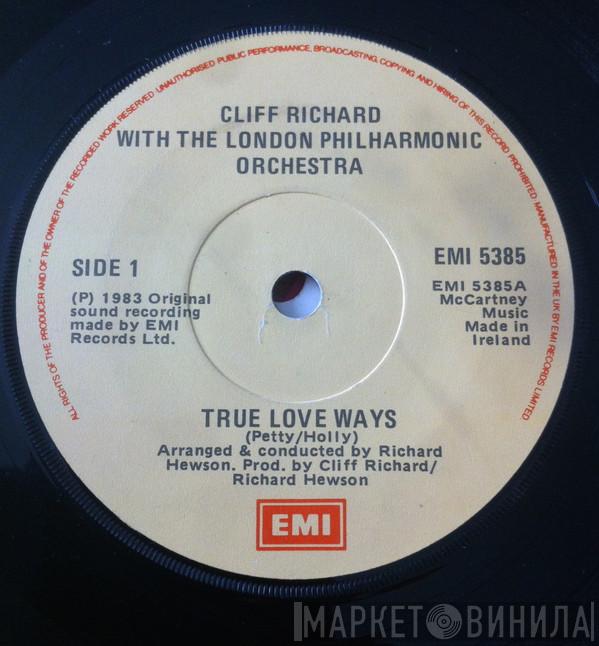 ALL RIGHTS OF THE PRODUCER AND OF THE OWNER OF THE RECORDED WORK RESERVED UNAUTHORISED PUBLIC PERFORMANCE, BROADCASTING, COPYING AND HIRING OF THIS RECORD PROHIBITED. MANUFACTURED IN THE UK BY EMI RECORDS LIMITED
CLIFF RICHARD
WITH THE LONDON PHILHARMONIC
ORCHESTRA
SIDE 1
(P) 1983 Original
sound recording
made by EMI
Records Ltd.
EMI 5385
EMI 5385A
McCartney
Music
Made in
Ireland
TRUE LOVE WAYS
(Petty/Holly)
Arranged & conducted by Richard
Hewson. Prod. by Cliff Richard/
Richard Hewson
EMI
МАРКЕТ ВИНИЛА